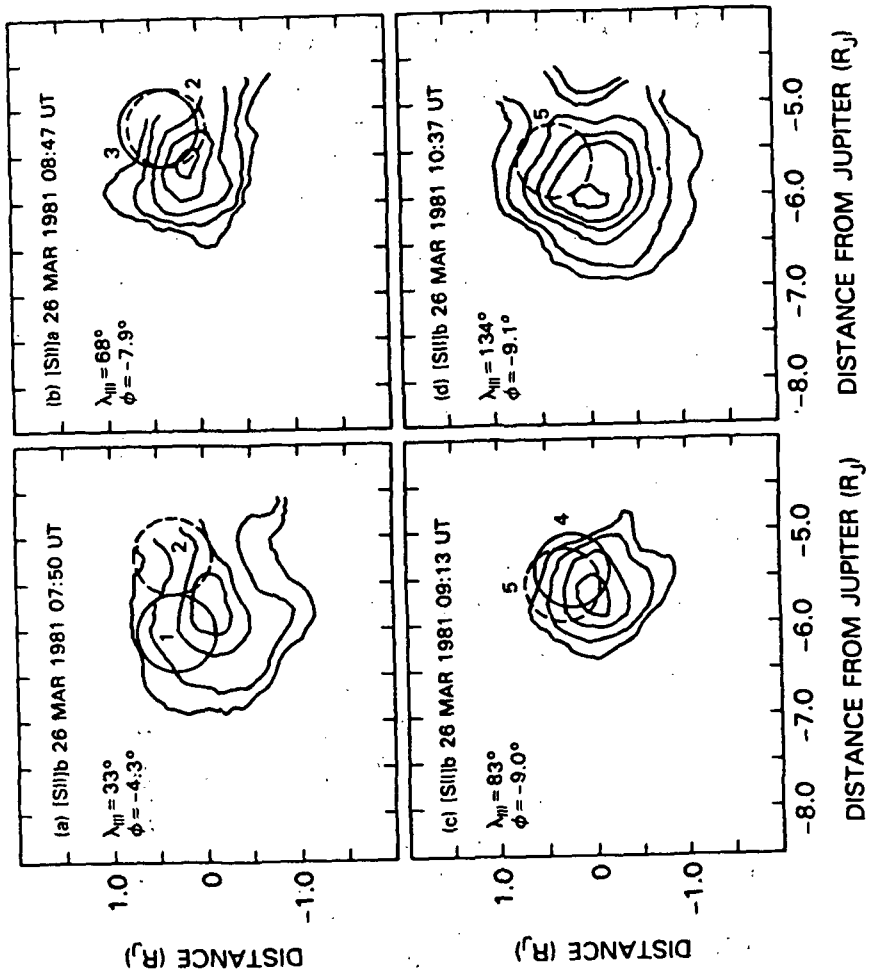 (a) [SII]b 26 MAR 1981 07:50 UT
λIII = 33°
φ = -4.3°
1
2
(b) [SII]a 26 MAR 1981 08:47 UT
λIII = 68°
φ = -7.9°
3
2
1.0
0
-1.0
DISTANCE (RJ)
(c) [SII]b 26 MAR 1981 09:13 UT
λIII = 83°
φ = -9.0°
5
4
(d) [SII]b 26 MAR 1981 10:37 UT
λIII = 134°
φ = -9.1°
5
1.0
0
-1.0
DISTANCE (RJ)
-8.0 -7.0 -6.0 -5.0
DISTANCE FROM JUPITER (RJ)
-8.0 -7.0 -6.0 -5.0
DISTANCE FROM JUPITER (RJ)